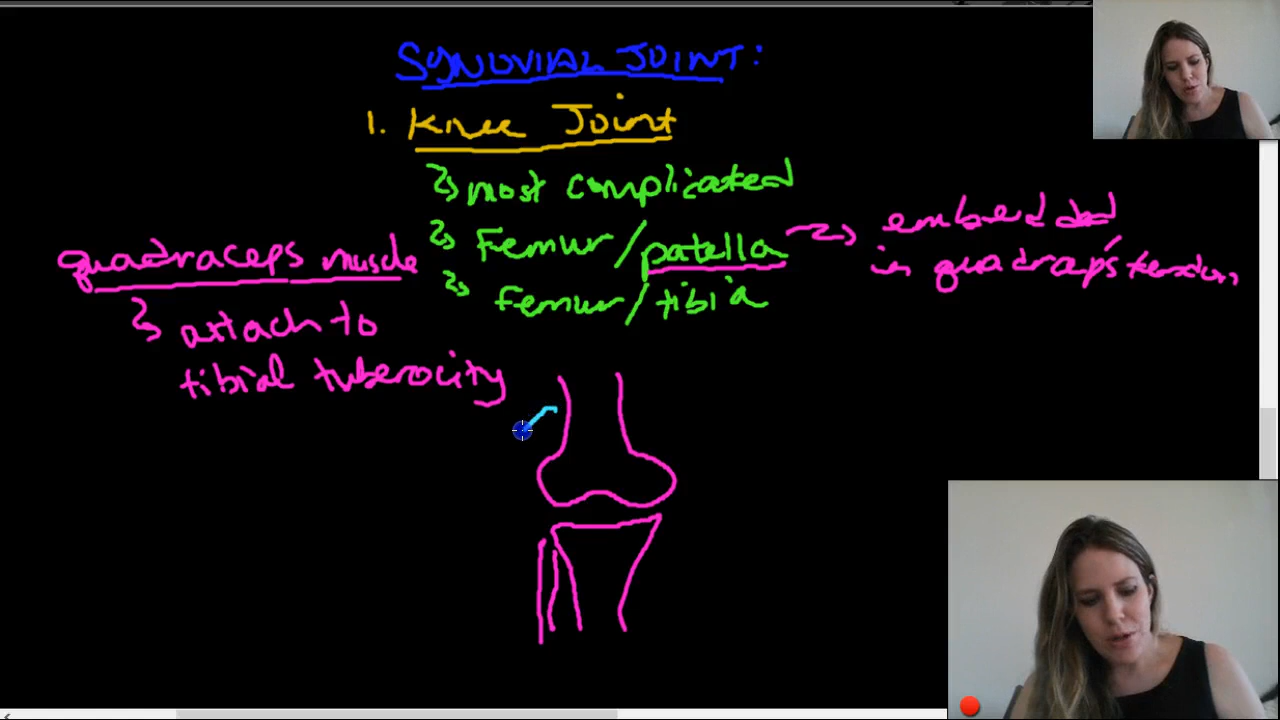 SYNOVIAL JOINT:
1. Knee Joint
most complicated
Femur/patella
embedded
in quadrap's tendon
quadraceps muscle
Femur/tibia
attach to
tibial tuberocity